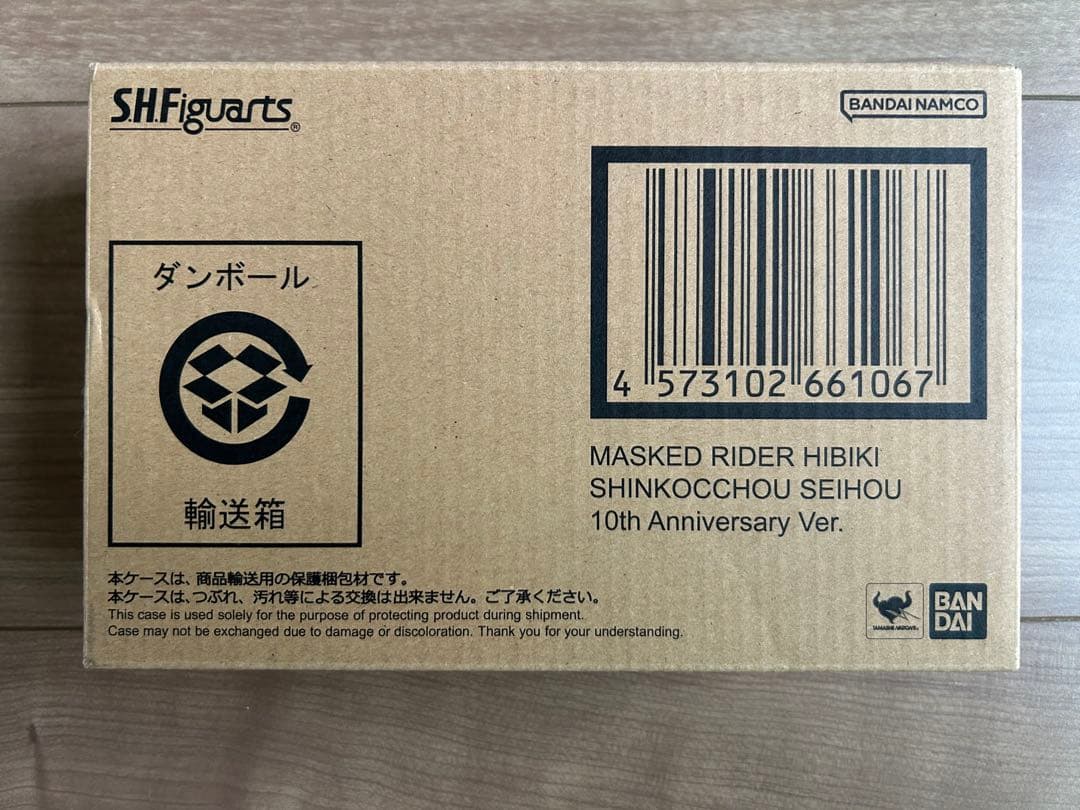 S.H.Figuarts®
BANDAI NAMCO
ダンボール
輸送箱
4 573102 661067
MASKED RIDER HIBIKI
SHINKOCCHOU SEIHOU
10th Anniversary Ver.
本ケースは、商品輸送用の保護梱包材です。
本ケースは、つぶれ、汚れ等による交換は出来ません。ご了承ください。
This case is used solely for the purpose of protecting product during shipment.
Case may not be exchanged due to damage or discoloration. Thank you for your understanding.
TAMASHII NATIONS
BAN
DAI